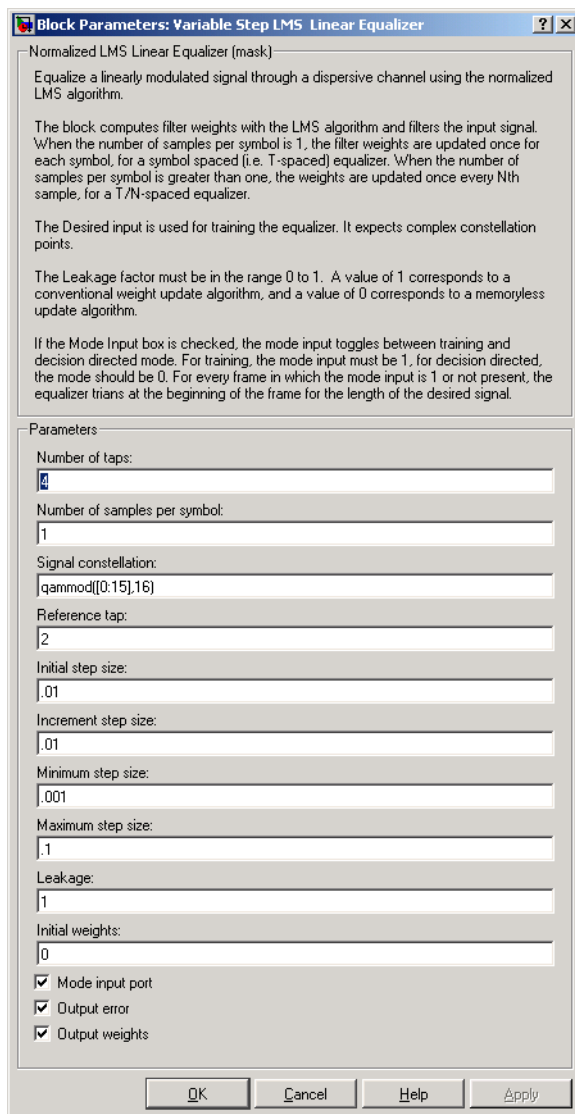 Block Parameters: Variable Step LMS  Linear Equalizer
Normalized LMS Linear Equalizer (mask)
Equalize a linearly modulated signal through a dispersive channel using the normalized
LMS algorithm.
The block computes filter weights with the LMS algorithm and filters the input signal.
When the number of samples per symbol is 1, the filter weights are updated once for
each symbol, for a symbol spaced (i.e. T-spaced) equalizer. When the number of
samples per symbol is greater than one, the weights are updated once every Nth
sample, for a T/N-spaced equalizer.
The Desired input is used for training the equalizer. It expects complex constellation
points.
The Leakage factor must be in the range 0 to 1.  A value of 1 corresponds to a
conventional weight update algorithm, and a value of 0 corresponds to a memoryless
update algorithm.
If the Mode Input box is checked, the mode input toggles between training and
decision directed mode. For training, the mode input must be 1, for decision directed,
the mode should be 0. For every frame in which the mode input is 1 or not present, the
equalizer trians at the beginning of the frame for the length of the desired signal.
Parameters
Number of taps:
4
Number of samples per symbol:
1
Signal constellation:
qammod([0:15],16)
Reference tap:
2
Initial step size:
.01
Increment step size:
.01
Minimum step size:
.001
Maximum step size:
.1
Leakage:
1
Initial weights:
0
Mode input port
Output error
Output weights
OK Cancel Help Apply